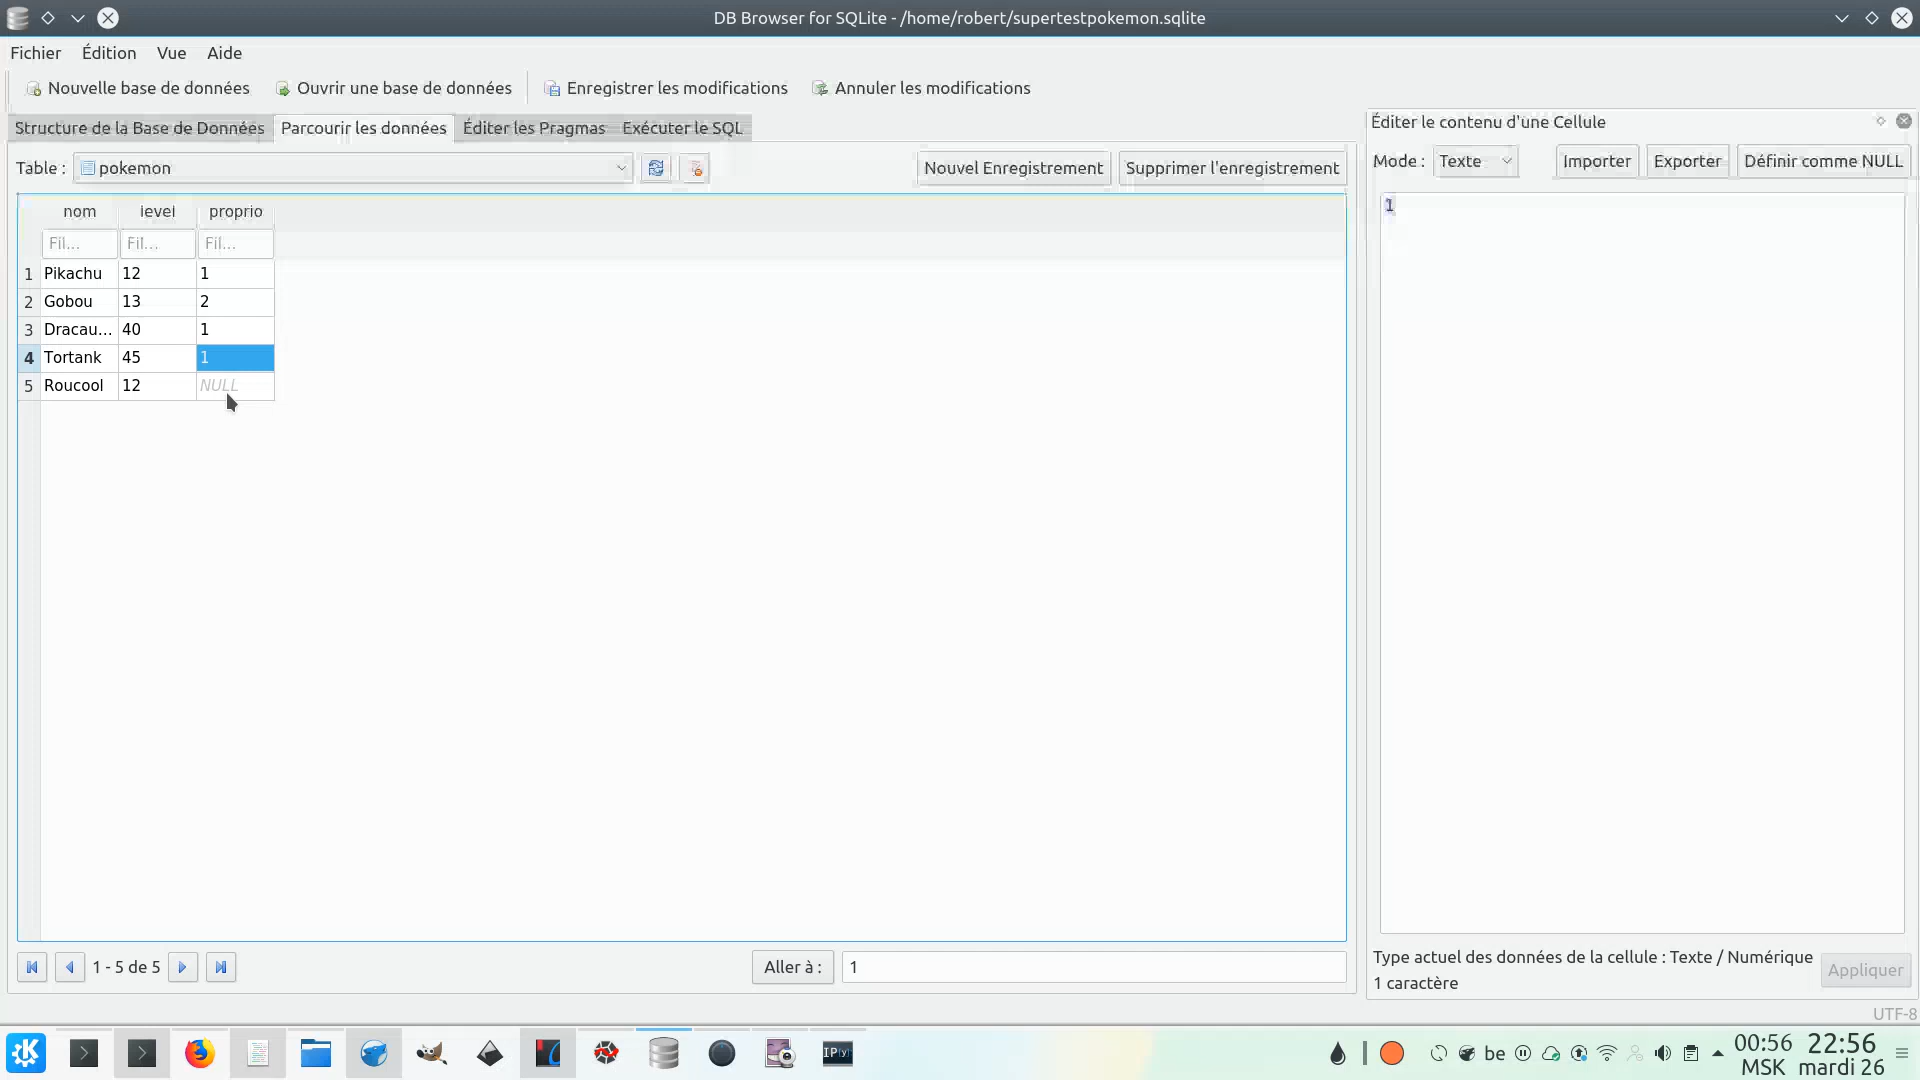 DB Browser for SQLite - /home/robert/supertestpokemon.sqlite
Fichier Édition Vue Aide
Nouvelle base de données Ouvrir une base de données Enregistrer les modifications Annuler les modifications
Structure de la Base de Données Parcourir les données Éditer les Pragmas Exécuter le SQL
Table : pokemon Nouvel Enregistrement Supprimer l'enregistrement
nom level proprio
Fil... Fil... Fil...
1 Pikachu 12 1
2 Gobou 13 2
3 Dracau... 40 1
4 Tortank 45 1
5 Roucool 12 NULL
1 - 5 de 5 Aller à : 1
Éditer le contenu d'une Cellule
Mode : Texte Importer Exporter Définir comme NULL
1
Type actuel des données de la cellule : Texte / Numérique
1 caractère
Appliquer
UTF-8
IP[y]
be
00:56 22:56
MSK mardi 26